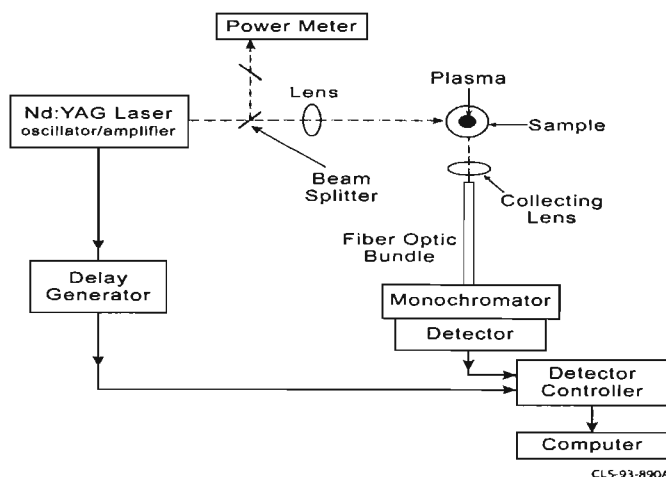 Power Meter
Plasma
Lens
Nd:YAG Laser
oscillator/amplifier
Sample
Beam
Splitter
Collecting
Lens
Fiber Optic
Bundle
Delay
Generator
Monochromator
Detector
Detector
Controller
Computer
CLS-93-890A